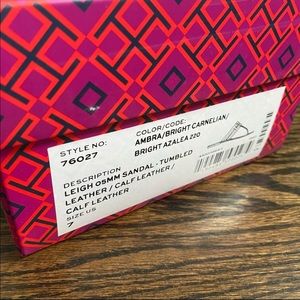 STYLE NO:
76027
COLOR/CODE:
AMBRA/BRIGHT CARNELIAN/
BRIGHT AZALEA 220
DESCRIPTION
LEIGH 05MM SANDAL - TUMBLED
LEATHER / CALF LEATHER /
CALF LEATHER
SIZE US
7